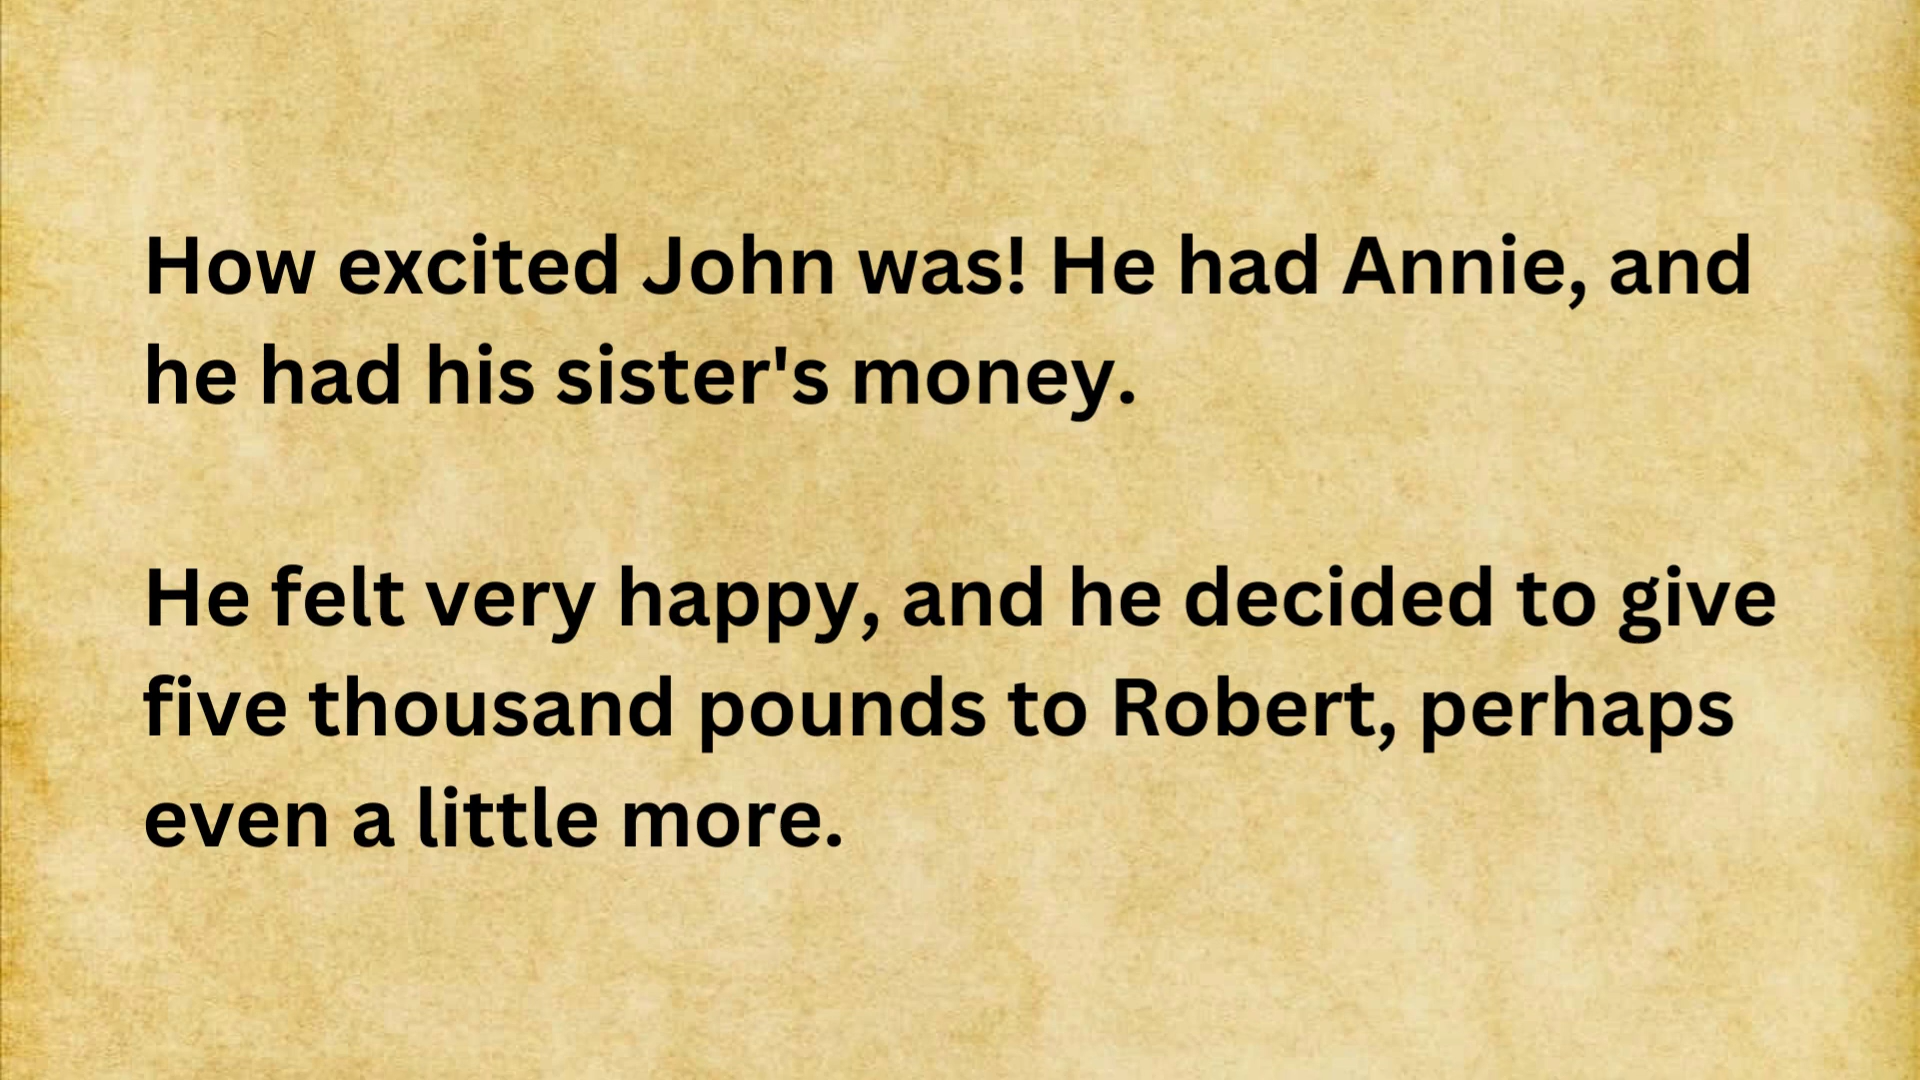 How excited John was! He had Annie, and
he had his sister's money.
He felt very happy, and he decided to give
five thousand pounds to Robert, perhaps
even a little more.